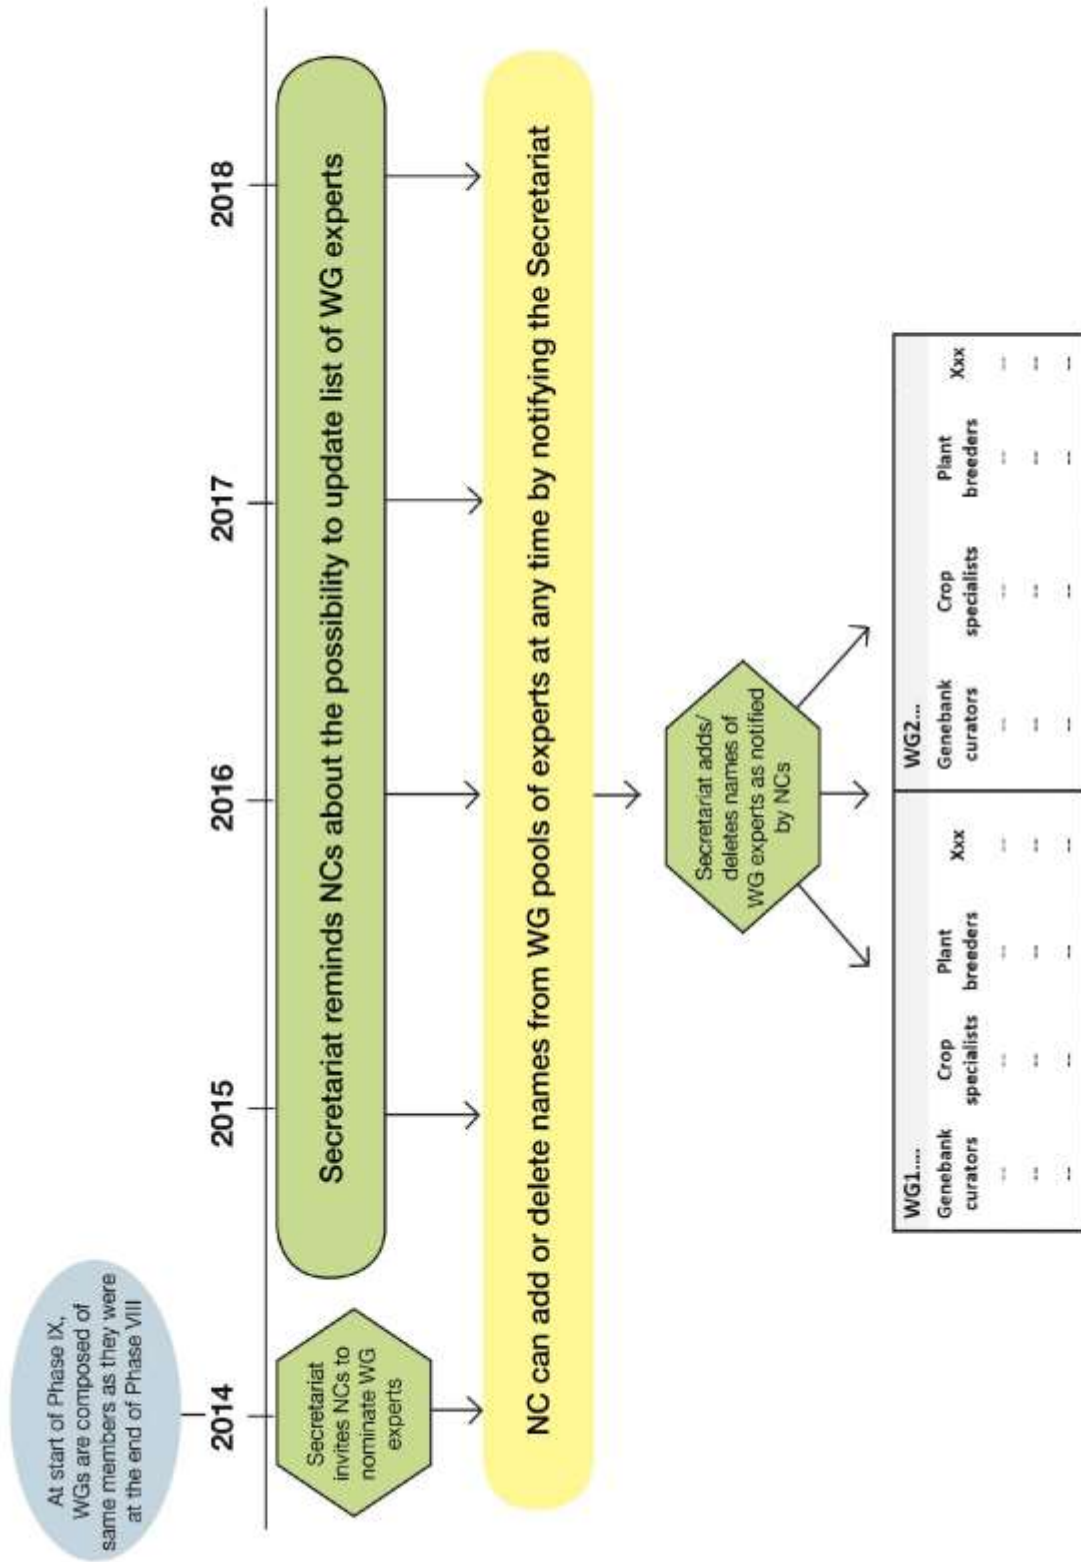 At start of Phase IX,
WGs are composed of
same members as they were
at the end of Phase VIII
2014
2015
2016
2017
2018
Secretariat
invites NCs to
nominate WG
experts
Secretariat reminds NCs about the possibility to update list of WG experts
NC can add or delete names from WG pools of experts at any time by notifying the Secretariat
Secretariat adds/
deletes names of
WG experts as notified
by NCs
WG1....
Genebank
curators
Crop
specialists
Plant
breeders
Xxx
-- -- -- --
-- -- -- --
-- -- -- --
WG2...
Genebank
curators
Crop
specialists
Plant
breeders
Xxx
-- -- -- --
-- -- -- --
-- -- -- --